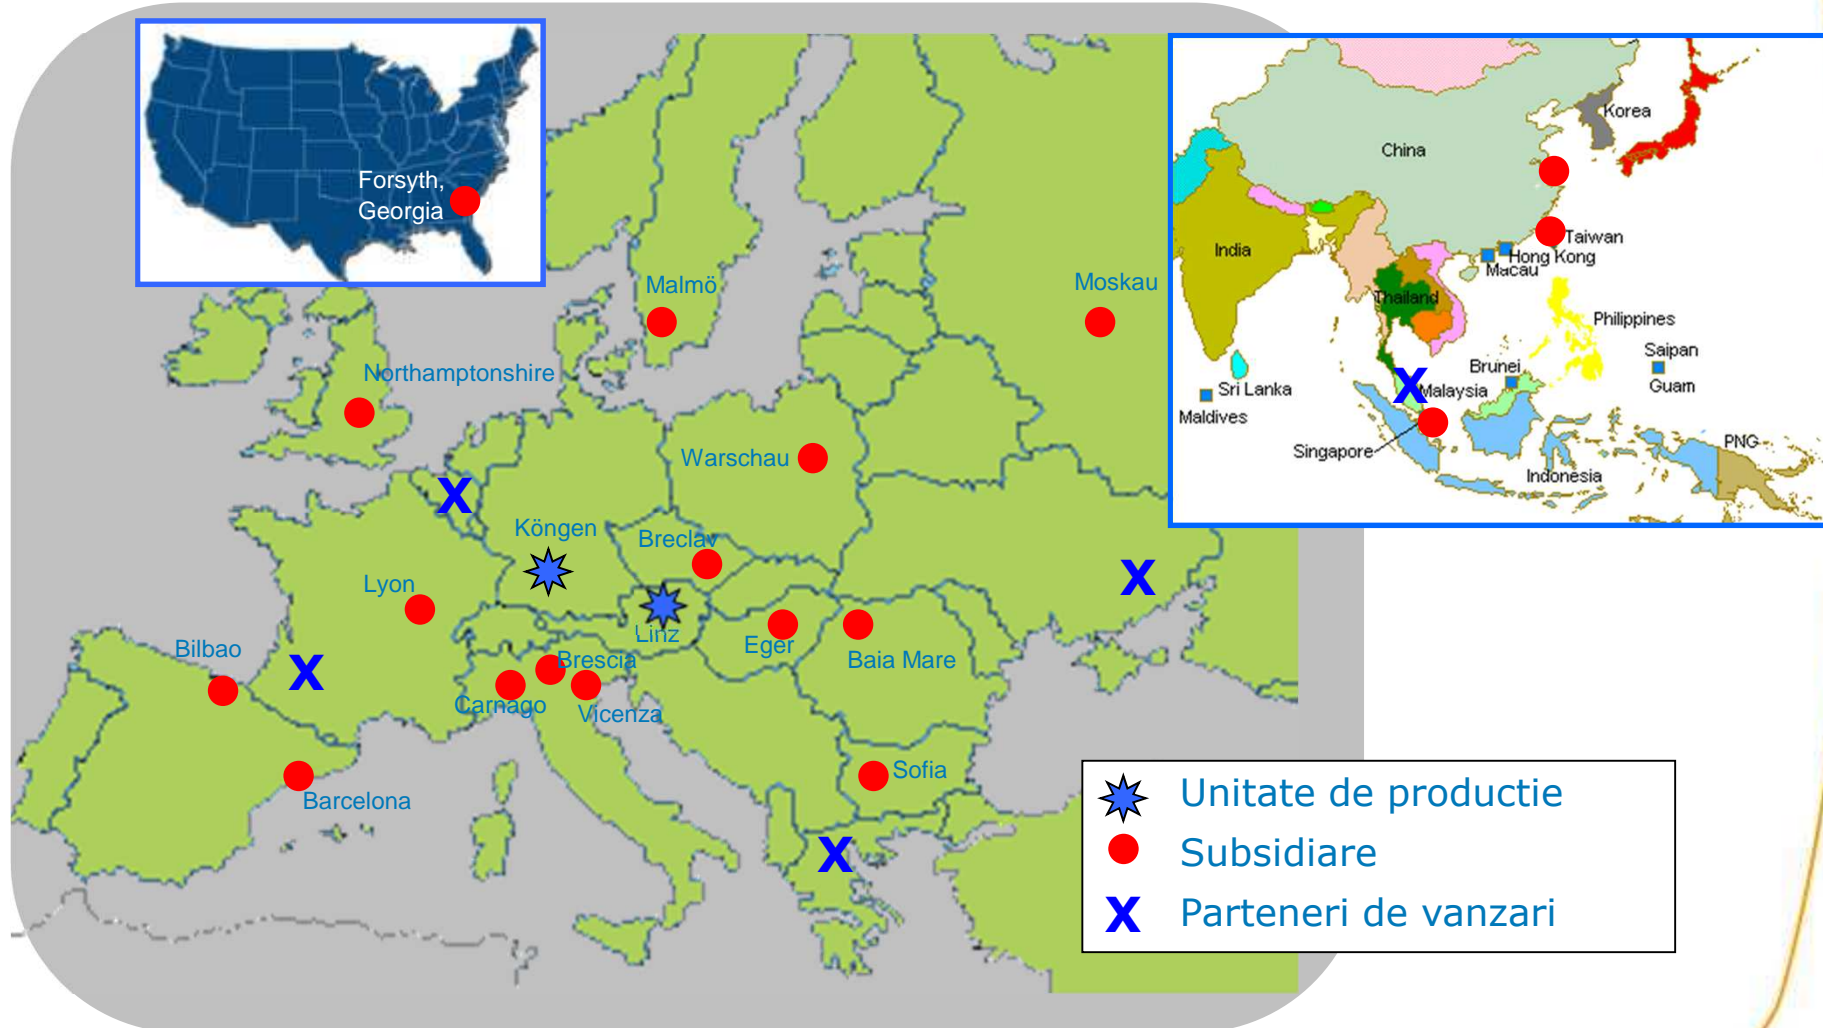 Forsyth,
Georgia
Malmö
Moskau
Northamptonshire
Warschau
X
Köngen
Breclav
X
Lyon
Linz
Eger
Baia Mare
Bilbao
X
Brescia
Carnago
Vicenza
Sofia
Barcelona
X
Korea
China
India
Taiwan
Hong Kong
Macau
Thailand
Philippines
Saipan
Guam
Brunei
X
Malaysia
Sri Lanka
Maldives
Singapore
PNG
Indonesia
Unitate de productie
Subsidiare
X Parteneri de vanzari